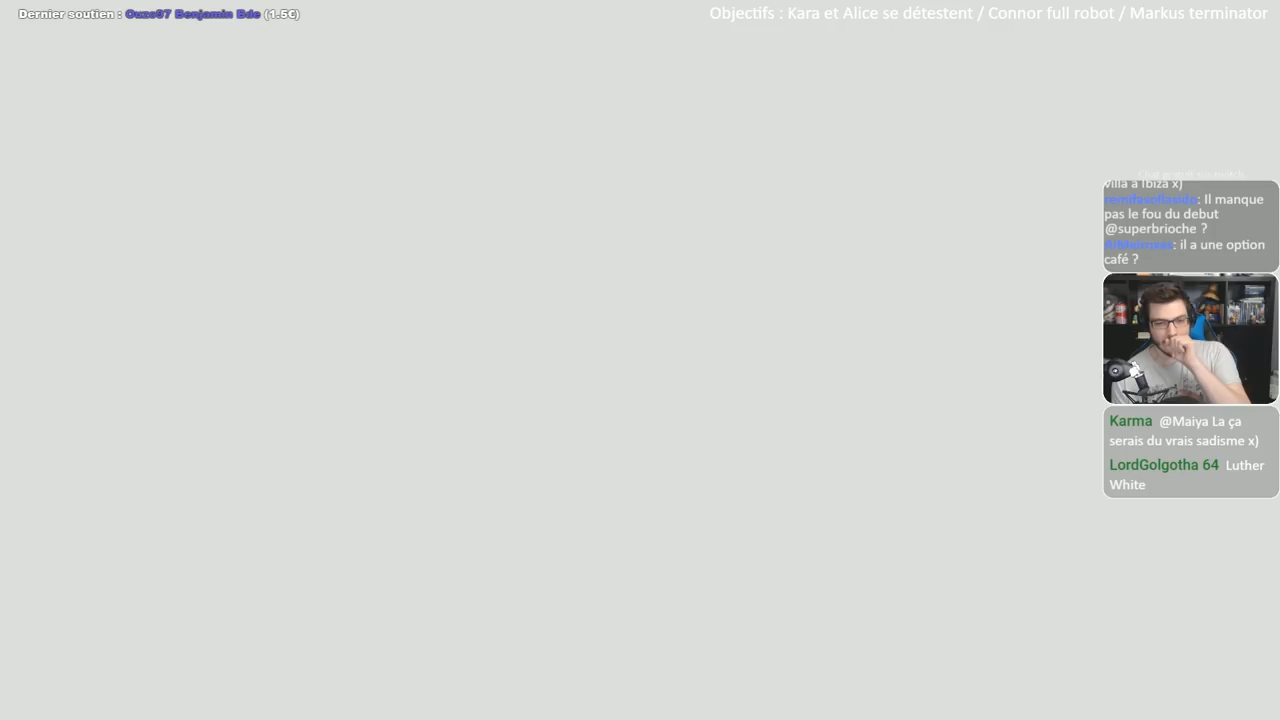 Dernier soutien : Ouzo97 Benjamin Bde (1.5€)
Objectifs : Kara et Alice se détestent / Connor full robot / Markus terminator
villa à Ibiza x)
: Il manque
pas le fou du debut
@superbrioche ?
: il a une option
café ?
Karma @Maiya La ça
serais du vrais sadisme x)
LordGolgotha 64 Luther
White